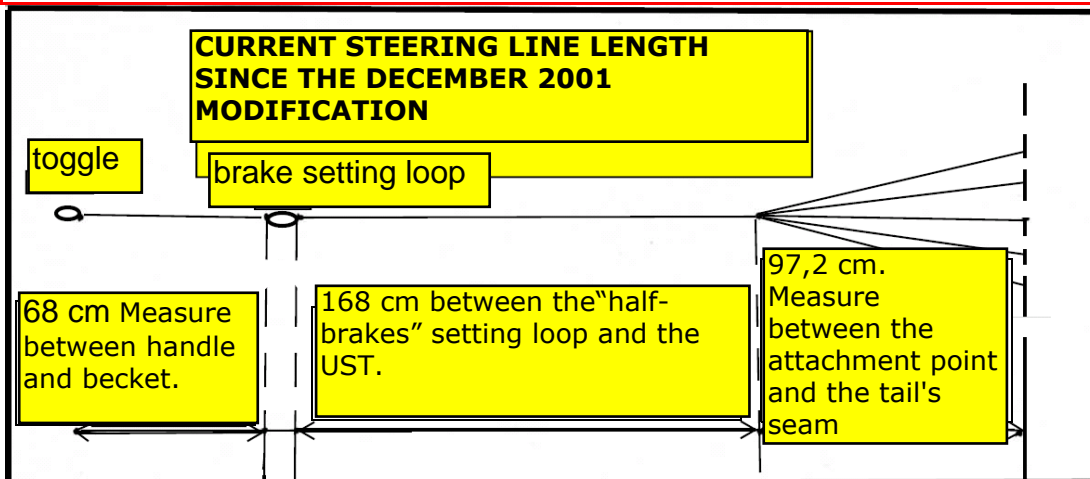 CURRENT STEERING LINE LENGTH
SINCE THE DECEMBER 2001
MODIFICATION
toggle
brake setting loop
68 cm Measure
between handle
and becket.
168 cm between the“half-
brakes” setting loop and the
UST.
97,2 cm.
Measure
between the
attachment point
and the tail's
seam